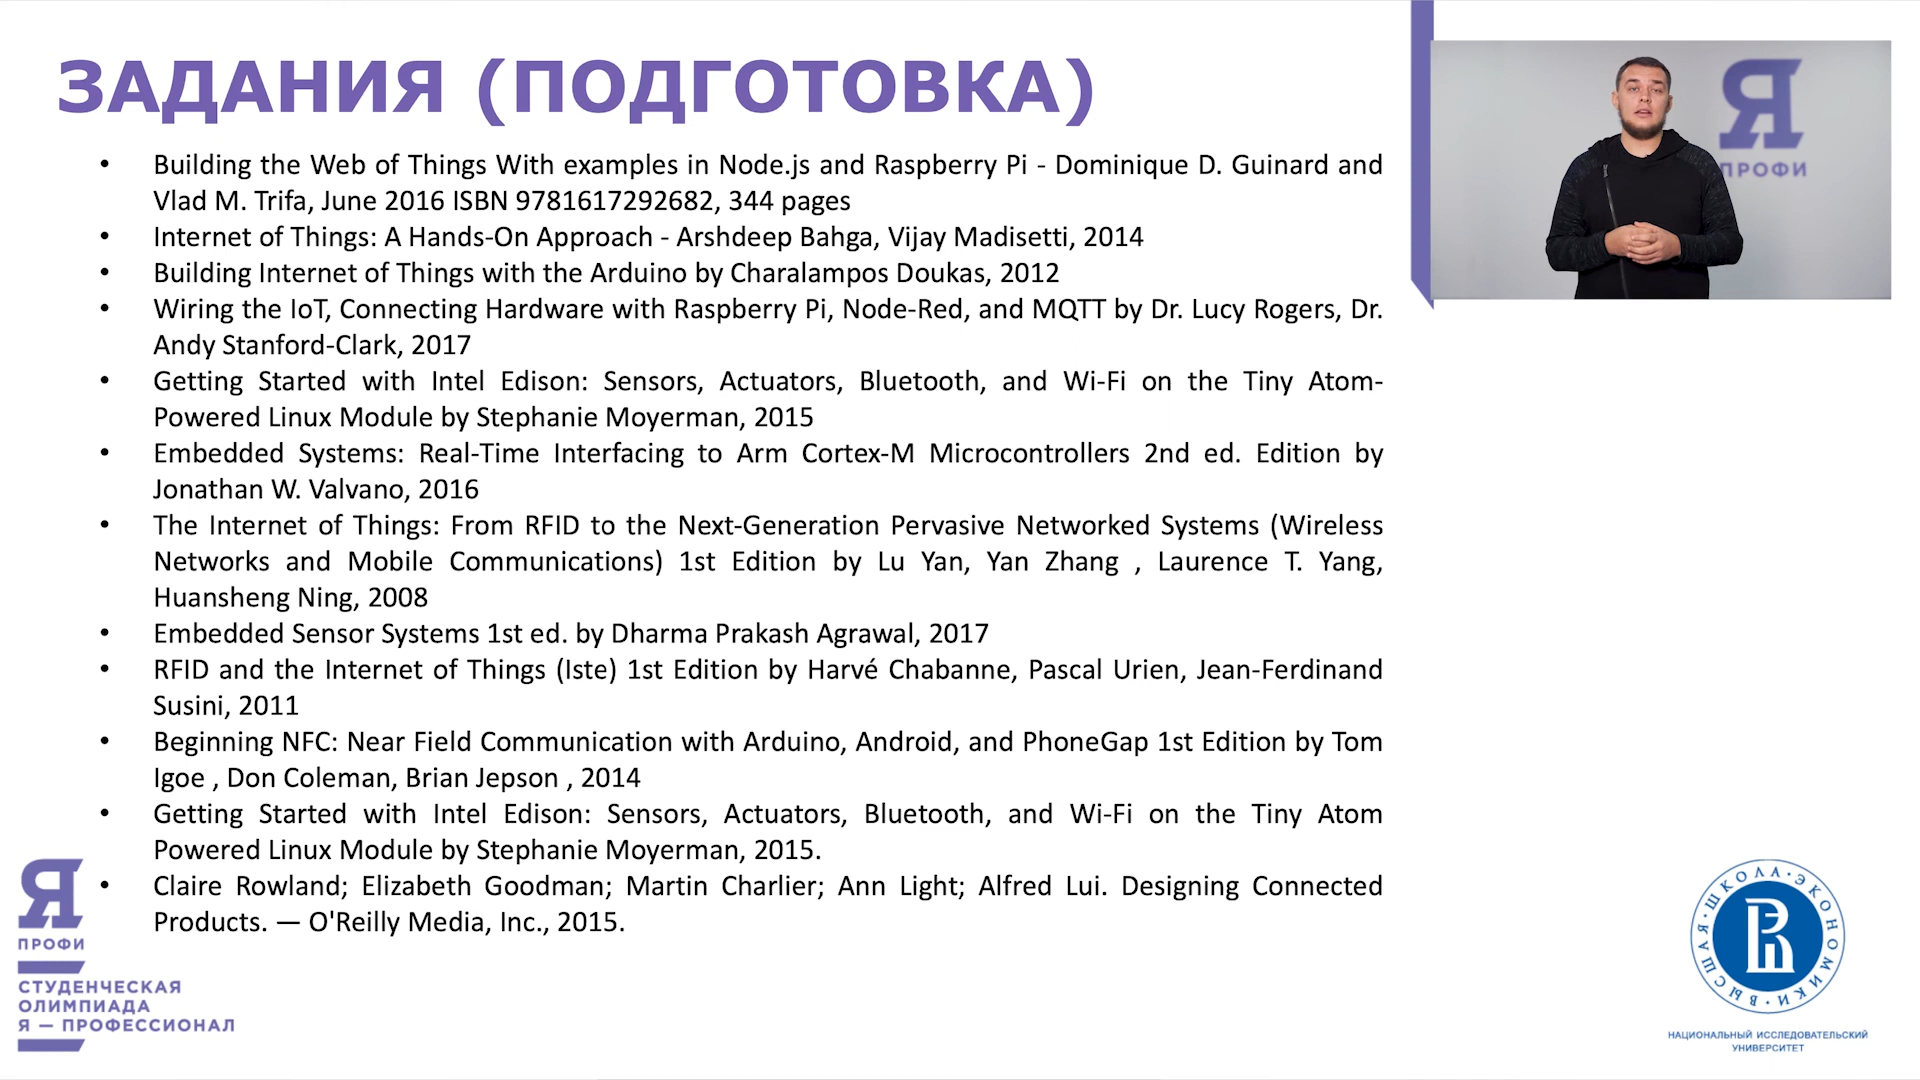 ЗАДАНИЯ (ПОДГОТОВКА)
• Building the Web of Things With examples in Node.js and Raspberry Pi - Dominique D. Guinard and
Vlad M. Trifa, June 2016 ISBN 9781617292682, 344 pages
• Internet of Things: A Hands-On Approach - Arshdeep Bahga, Vijay Madisetti, 2014
• Building Internet of Things with the Arduino by Charalampos Doukas, 2012
• Wiring the IoT, Connecting Hardware with Raspberry Pi, Node-Red, and MQTT by Dr. Lucy Rogers, Dr.
Andy Stanford-Clark, 2017
• Getting Started with Intel Edison: Sensors, Actuators, Bluetooth, and Wi-Fi on the Tiny Atom-
Powered Linux Module by Stephanie Moyerman, 2015
• Embedded Systems: Real-Time Interfacing to Arm Cortex-M Microcontrollers 2nd ed. Edition by
Jonathan W. Valvano, 2016
• The Internet of Things: From RFID to the Next-Generation Pervasive Networked Systems (Wireless
Networks and Mobile Communications) 1st Edition by Lu Yan, Yan Zhang , Laurence T. Yang,
Huansheng Ning, 2008
• Embedded Sensor Systems 1st ed. by Dharma Prakash Agrawal, 2017
• RFID and the Internet of Things (Iste) 1st Edition by Harvé Chabanne, Pascal Urien, Jean-Ferdinand
Susini, 2011
• Beginning NFC: Near Field Communication with Arduino, Android, and PhoneGap 1st Edition by Tom
Igoe , Don Coleman, Brian Jepson , 2014
• Getting Started with Intel Edison: Sensors, Actuators, Bluetooth, and Wi-Fi on the Tiny Atom
Powered Linux Module by Stephanie Moyerman, 2015.
• Claire Rowland; Elizabeth Goodman; Martin Charlier; Ann Light; Alfred Lui. Designing Connected
Products. — O'Reilly Media, Inc., 2015.
Я
ПРОФИ
Я
ПРОФИ
СТУДЕНЧЕСКАЯ
ОЛИМПИАДА
Я — ПРОФЕССИОНАЛ
ВЫСШАЯ · ШКОЛА · ЭКОНОМИКИ ·
НАЦИОНАЛЬНЫЙ ИССЛЕДОВАТЕЛЬСКИЙ
УНИВЕРСИТЕТ